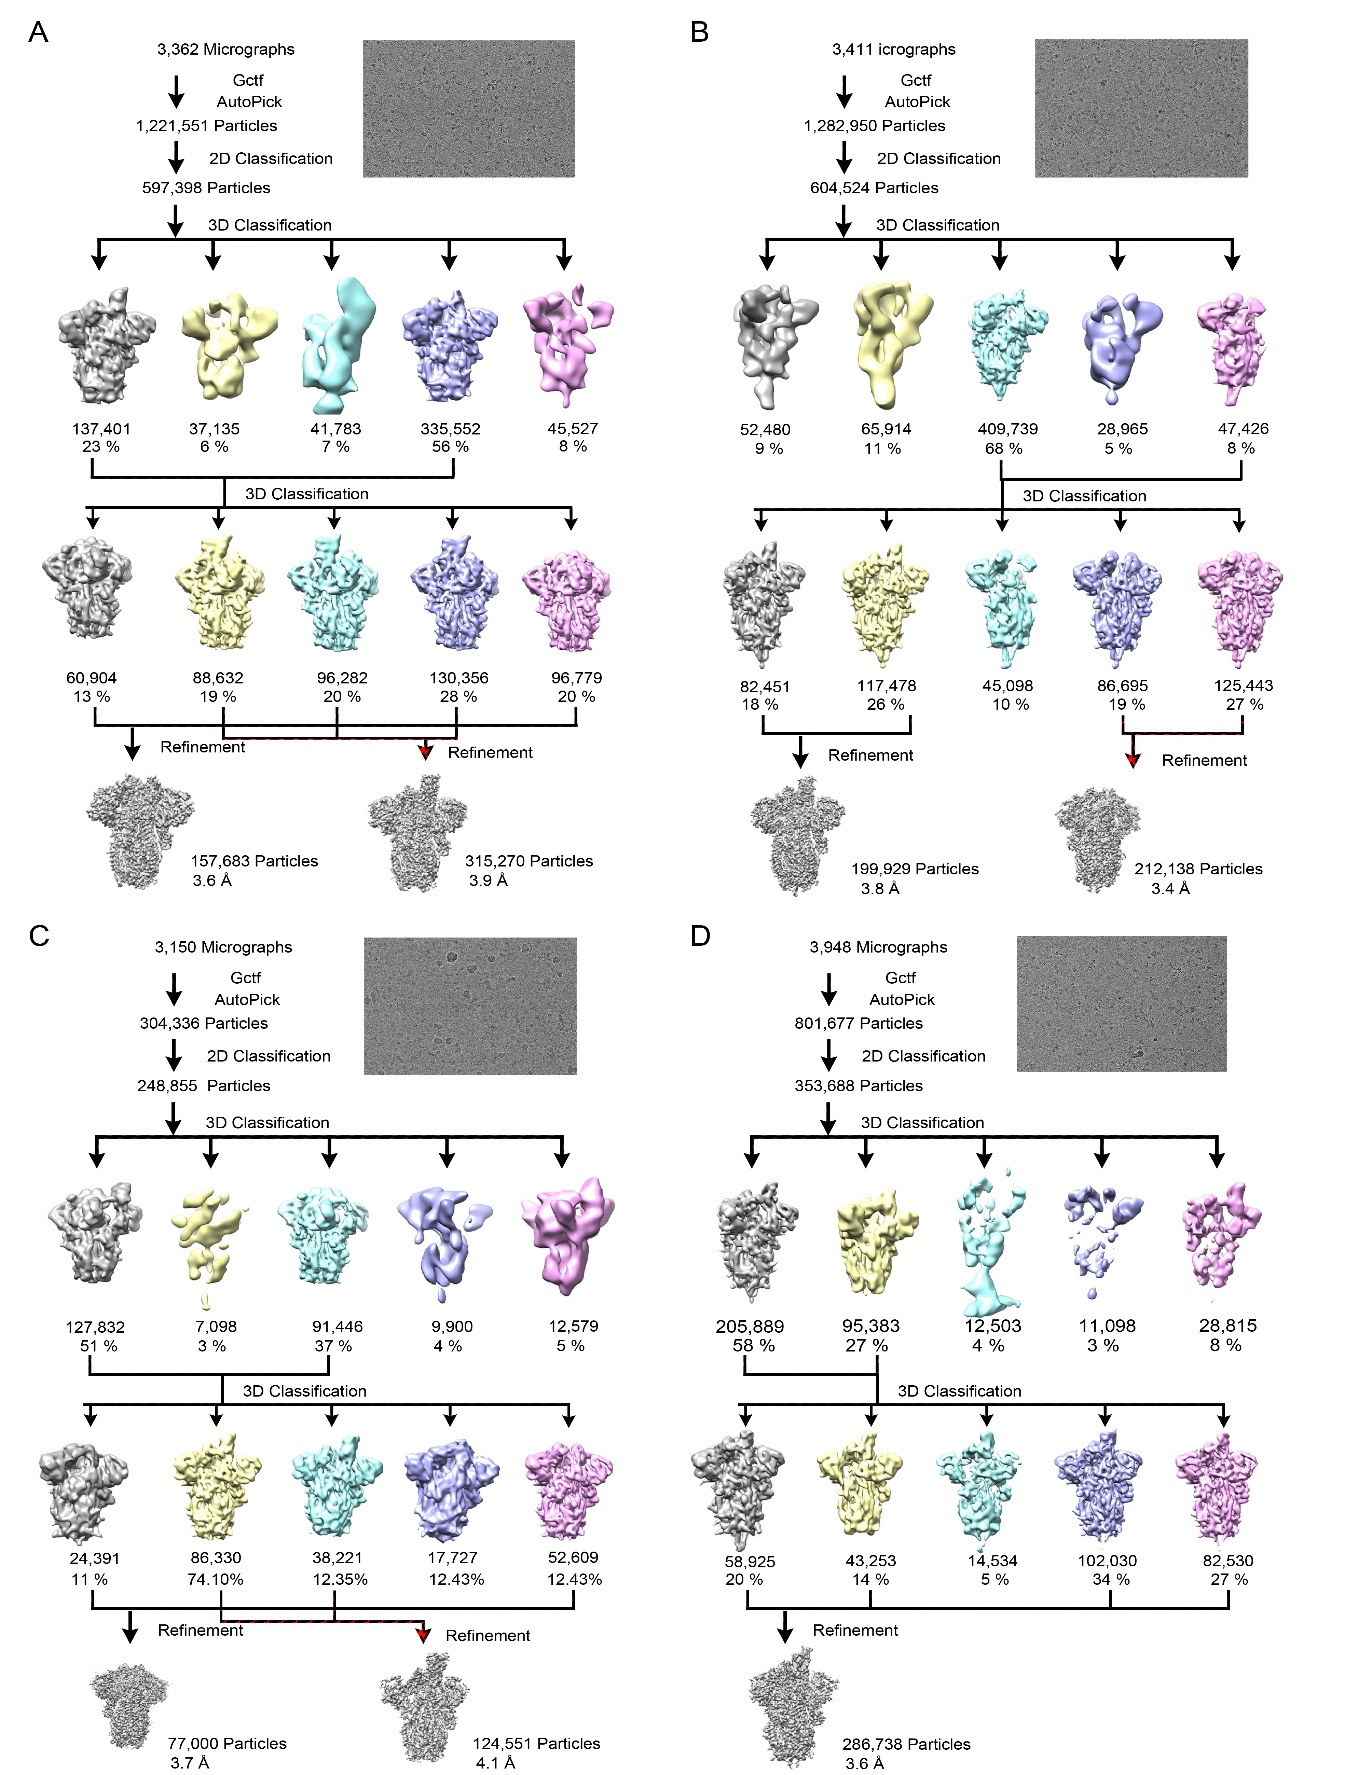 A
3,362 Micrographs
Gctf
AutoPick
1,221,551 Particles
2D Classification
597,398 Particles
3D Classification
137,401 37,135 41,783 335,552 45,527
23 % 6 % 7 % 56 % 8 %
3D Classification
60,904 88,632 96,282 130,356 96,779
13 % 19 % 20 % 28 % 20 %
Refinement Refinement
157,683 Particles 315,270 Particles
3.6 Å 3.9 Å
B
3,411 icrographs
Gctf
AutoPick
1,282,950 Particles
2D Classification
604,524 Particles
3D Classification
52,480 65,914 409,739 28,965 47,426
9 % 11 % 68 % 5 % 8 %
3D Classification
82,451 117,478 45,098 86,695 125,443
18 % 26 % 10 % 19 % 27 %
Refinement Refinement
199,929 Particles 212,138 Particles
3.8 Å 3.4 Å
C
3,150 Micrographs
Gctf
AutoPick
304,336 Particles
2D Classification
248,855 Particles
3D Classification
127,832 7,098 91,446 9,900 12,579
51 % 3 % 37 % 4 % 5 %
3D Classification
24,391 86,330 38,221 17,727 52,609
11 % 74.10% 12.35% 12.43% 12.43%
Refinement Refinement
77,000 Particles 124,551 Particles
3.7 Å 4.1 Å
D
3,948 Micrographs
Gctf
AutoPick
801,677 Particles
2D Classification
353,688 Particles
3D Classification
205,889 95,383 12,503 11,098 28,815
58 % 27 % 4 % 3 % 8 %
3D Classification
58,925 43,253 14,534 102,030 82,530
20 % 14 % 5 % 34 % 27 %
Refinement
286,738 Particles
3.6 Å